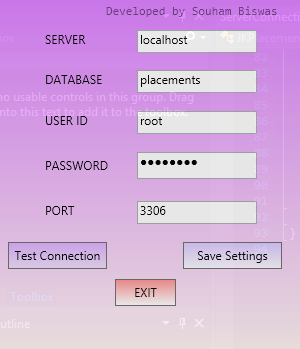 Developed by Souham Biswas
SERVER localhost
DATABASE placements
no usable controls in this group. Drag
nto this text to add it to the toolbox.
USER ID root
PASSWORD ••••••••
PORT 3306
Test Connection Save Settings
EXIT
Toolbox
utline